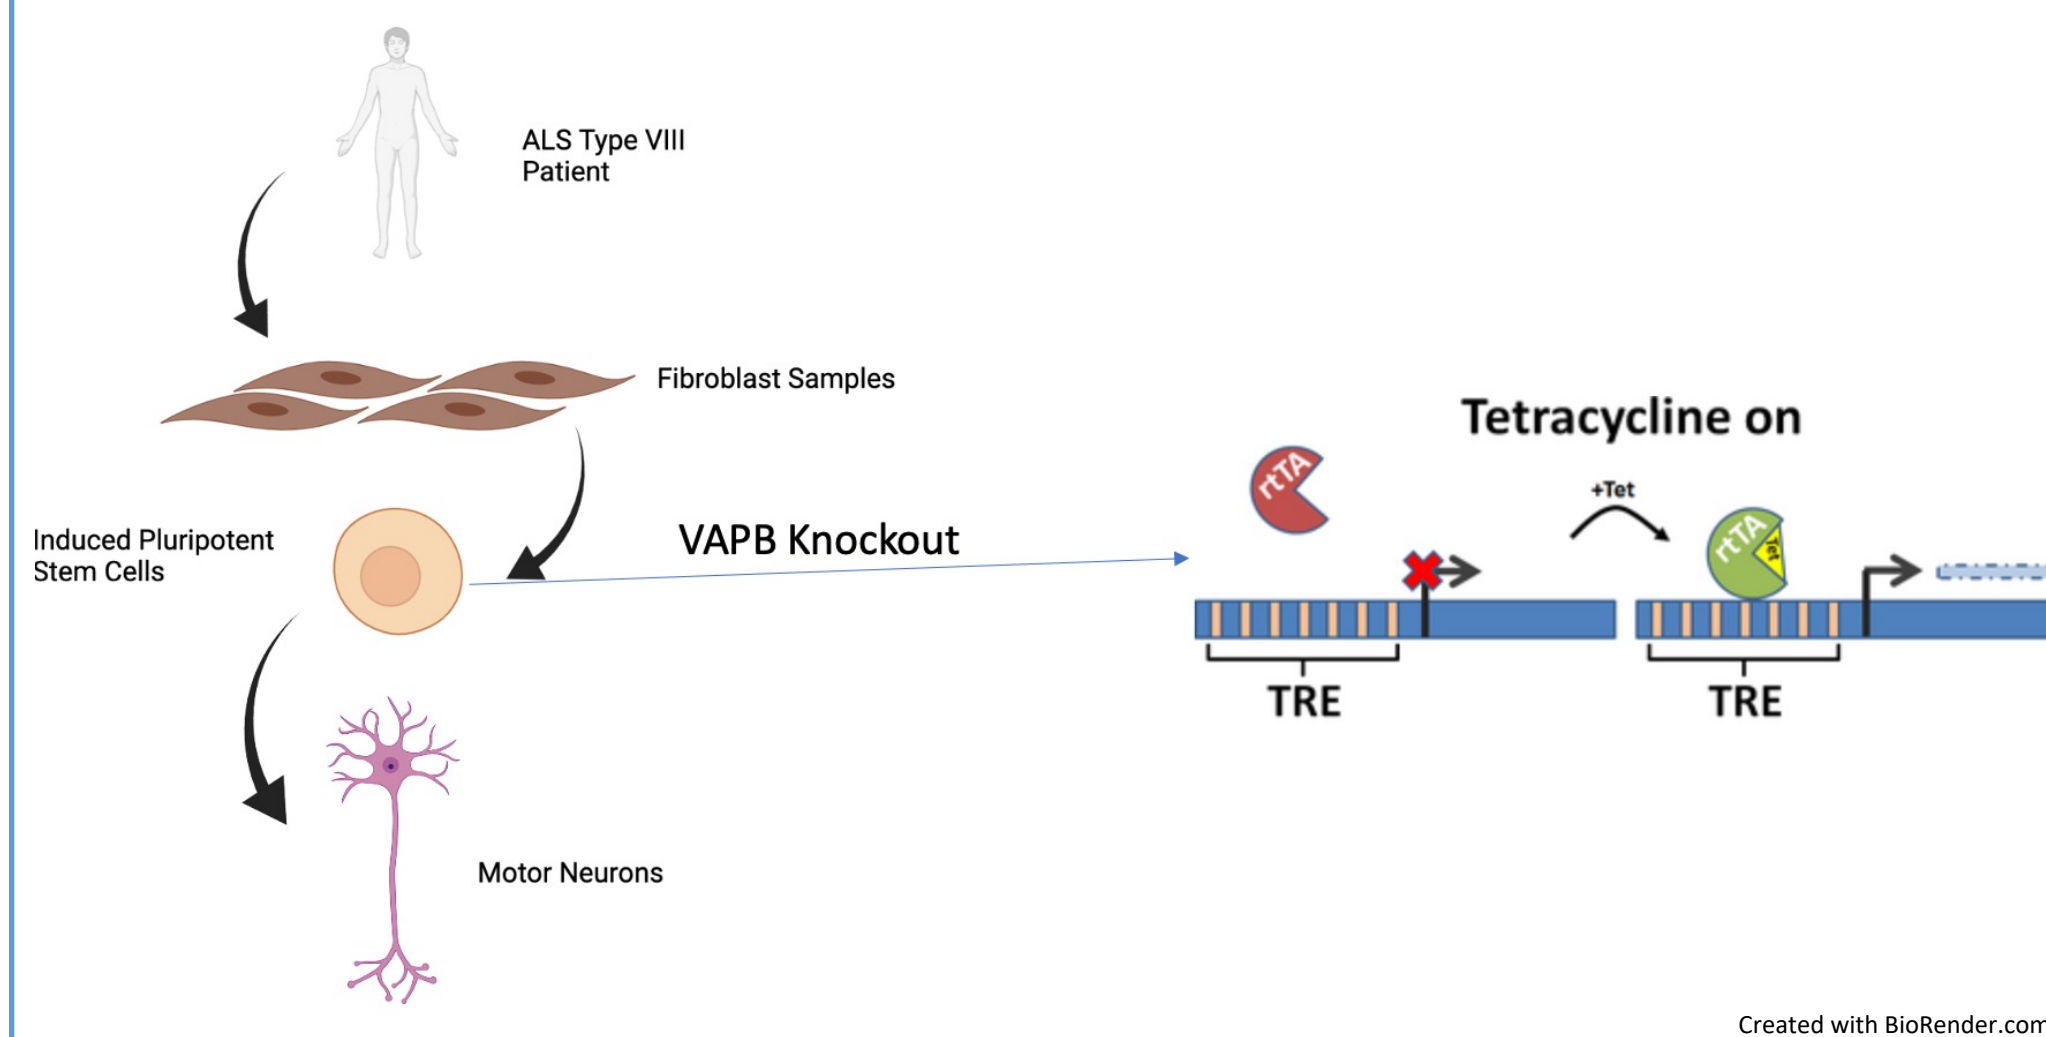 ALS Type VIII
Patient
Fibroblast Samples
Induced Pluripotent
Stem Cells
VAPB Knockout
Motor Neurons
Tetracycline on
rtTA
+Tet
rtTA
Tet
TRE
TRE
Created with BioRender.com